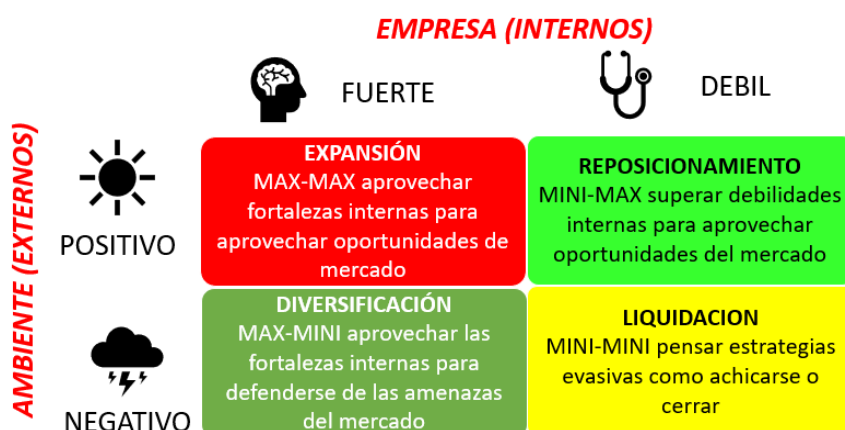 EMPRESA (INTERNOS)
FUERTE
DEBIL
AMBIENTE (EXTERNOS)
POSITIVO
EXPANSIÓN
MAX-MAX aprovechar
fortalezas internas para
aprovechar oportunidades de
mercado
REPOSICIONAMIENTO
MINI-MAX superar debilidades
internas para aprovechar
oportunidades del mercado
NEGATIVO
DIVERSIFICACIÓN
MAX-MINI aprovechar las
fortalezas internas para
defenderse de las amenazas
del mercado
LIQUIDACION
MINI-MINI pensar estrategias
evasivas como achicarse o
cerrar